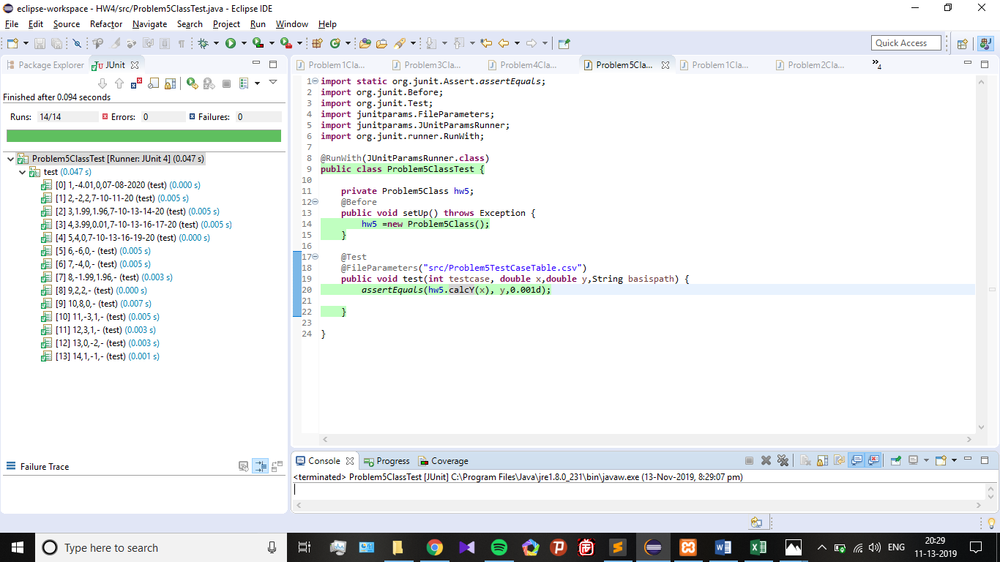 eclipse-workspace - HW4/src/Problem5ClassTest.java - Eclipse IDE
File Edit Source Refactor Navigate Search Project Run Window Help
Quick Access
Package Explorer JUnit
Finished after 0.094 seconds
Runs: 14/14 Errors: 0 Failures: 0
Problem5ClassTest [Runner: JUnit 4] (0.047 s)
test (0.047 s)
[0] 1,-4.01,0,07-08-2020 (test) (0.000 s)
[1] 2,-2,2,7-10-11-20 (test) (0.005 s)
[2] 3,1.99,1.96,7-10-13-14-20 (test) (0.005 s)
[3] 4,3.99,0.01,7-10-13-16-17-20 (test) (0.005 s)
[4] 5,4,0,7-10-13-16-19-20 (test) (0.000 s)
[5] 6,-6,0,- (test) (0.005 s)
[6] 7,-4,0,- (test) (0.005 s)
[7] 8,-1.99,1.96,- (test) (0.003 s)
[8] 9,2,2,- (test) (0.000 s)
[9] 10,8,0,- (test) (0.007 s)
[10] 11,-3,1,- (test) (0.005 s)
[11] 12,3,1,- (test) (0.003 s)
[12] 13,0,-2,- (test) (0.003 s)
[13] 14,1,-1,- (test) (0.001 s)
Failure Trace
Problem1Cla... Problem3Cla... Problem4Cla... Problem5Cla... Problem1Cla... Problem2Cla... »4
1 import static org.junit.Assert.assertEquals;
2 import org.junit.Before;
3 import org.junit.Test;
4 import junitparams.FileParameters;
5 import junitparams.JUnitParamsRunner;
6 import org.junit.runner.RunWith;
7
8 @RunWith(JUnitParamsRunner.class)
9 public class Problem5ClassTest {
10
11 private Problem5Class hw5;
12 @Before
13 public void setUp() throws Exception {
14 hw5 =new Problem5Class();
15 }
16
17 @Test
18 @FileParameters("src/Problem5TestCaseTable.csv")
19 public void test(int testcase, double x,double y,String basispath) {
20 assertEquals(hw5.calcY(x), y,0.001d);
21
22 }
23
24 }
Console Progress Coverage
<terminated> Problem5ClassTest [JUnit] C:\Program Files\Java\jre1.8.0_231\bin\javaw.exe (13-Nov-2019, 8:29:07 pm)
Type here to search
ENG
20:29
11-13-2019